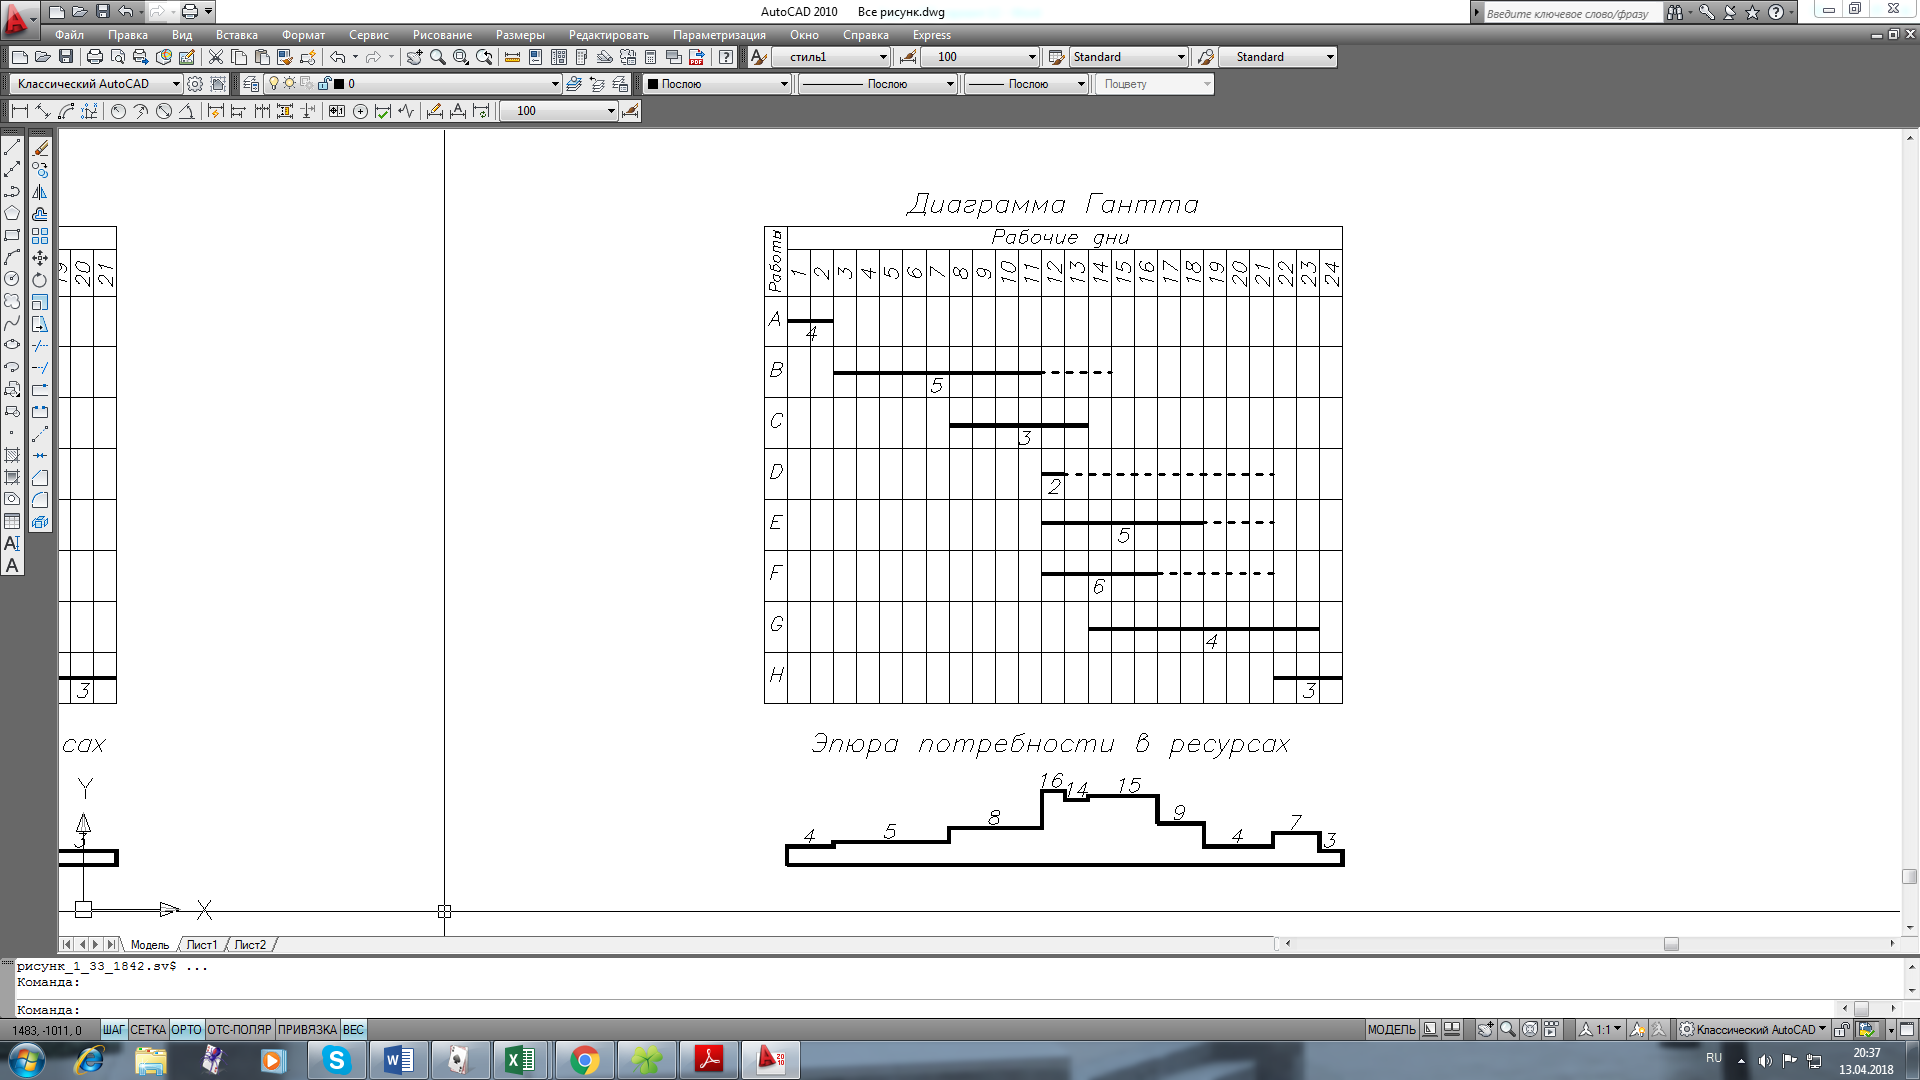 AutoCAD 2010 Все рисунк.dwg
Введите ключевое слово/фразу
Файл Правка Вид Вставка Формат Сервис Рисование Размеры Редактировать Параметризация Окно Справка Express
стиль1 100 Standard Standard
Классический AutoCAD 0 Послою Послою Послою Поцвету
100
Диаграмма Гантта
Работы Рабочие дни
1 2 3 4 5 6 7 8 9 10 11 12 13 14 15 16 17 18 19 20 21 22 23 24
19 20 21
A 4
B 5
C 3
D 2
E 5
F 6
G 4
H 3
3
сах
Эпюра потребности в ресурсах
4 5 8 16 14 15 9 4 7 3
Y
3
X
Модель Лист1 Лист2
рисунк_1_33_1842.sv$ ...
Команда:
Команда:
1483, -1011, 0 ШАГ СЕТКА ОРТО ОТС-ПОЛЯР ПРИВЯЗКА ВЕС МОДЕЛЬ 1:1 Классический AutoCAD
RU 20:37
13.04.2018